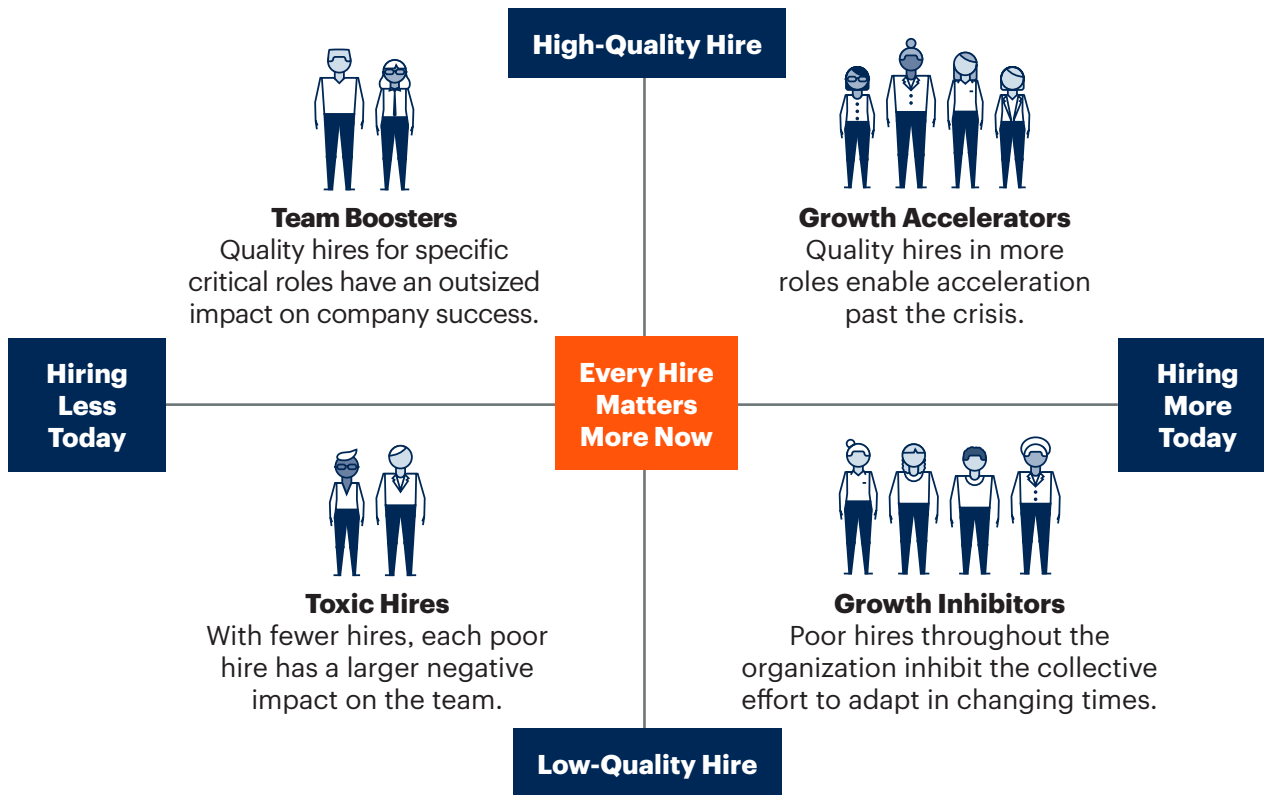 High-Quality Hire
Team Boosters
Quality hires for specific
critical roles have an outsized
impact on company success.
Growth Accelerators
Quality hires in more
roles enable acceleration
past the crisis.
Hiring
Less
Today
Every Hire
Matters
More Now
Hiring
More
Today
Toxic Hires
With fewer hires, each poor
hire has a larger negative
impact on the team.
Growth Inhibitors
Poor hires throughout the
organization inhibit the collective
effort to adapt in changing times.
Low-Quality Hire